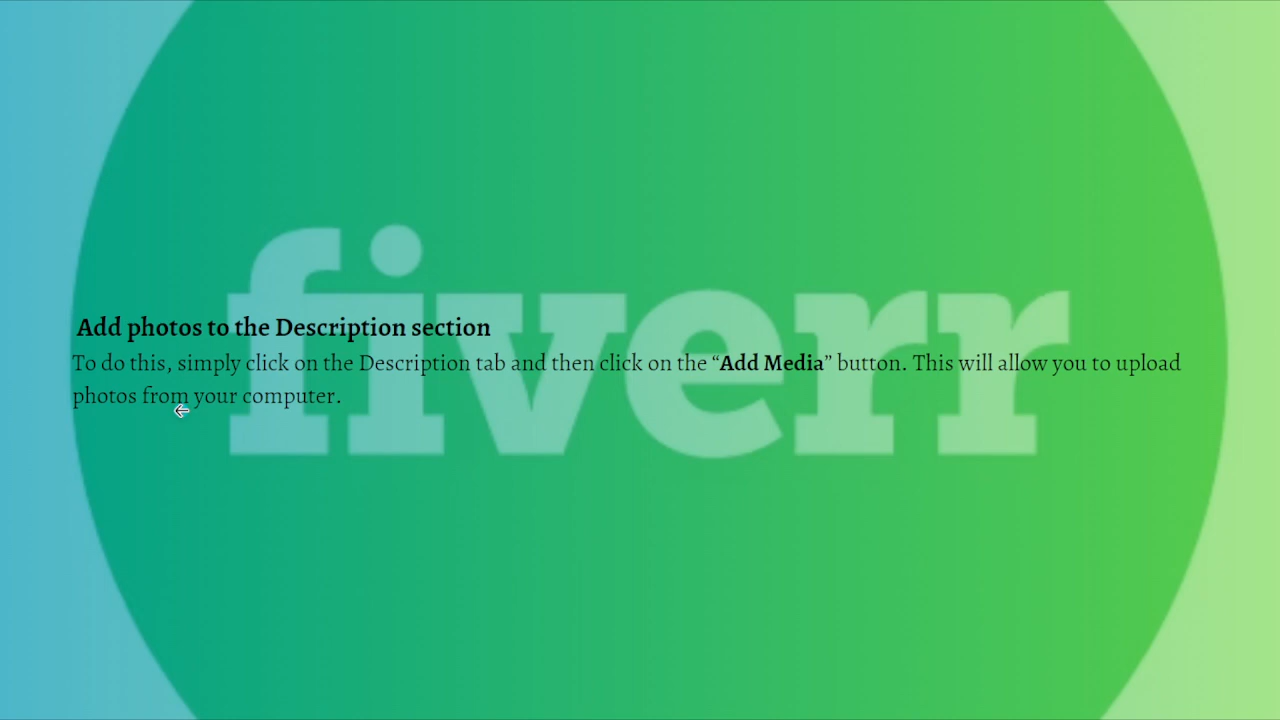 fiverr
Add photos to the Description section
To do this, simply click on the Description tab and then click on the “Add Media” button. This will allow you to upload
photos from your computer.